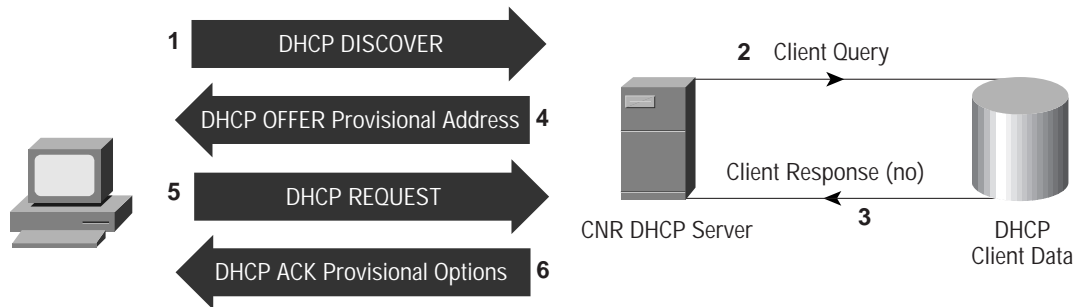 1 DHCP DISCOVER
2 Client Query
DHCP OFFER Provisional Address 4
Client Response (no)
3
5 DHCP REQUEST
CNR DHCP Server
DHCP
Client Data
DHCP ACK Provisional Options 6